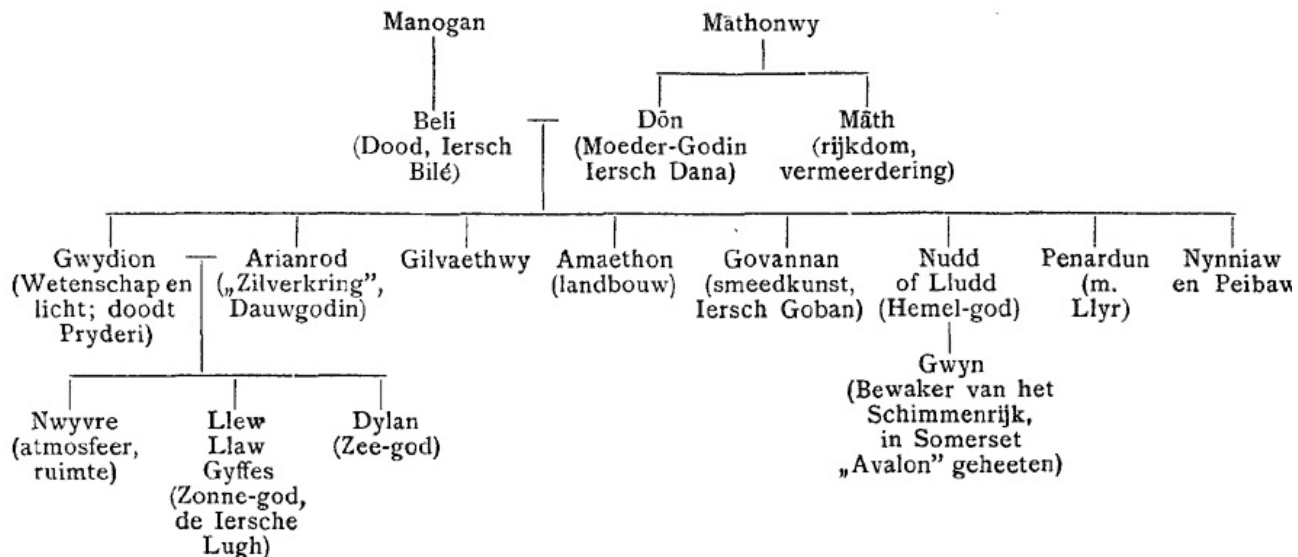 Manogan
Māthonwy
Beli
(Dood, Iersch
Bilé)
Dōn
(Moeder-Godin
Iersch Dana)
Māth
(rijkdom,
vermeerdering)
Gwydion
(Wetenschap en
licht; doodt
Pryderi)
Arianrod
(„Zilverkring”,
Dauwgodin)
Gilvaethwy
Amaethon
(landbouw)
Govannan
(smeedkunst,
Iersch Goban)
Nudd
of Lludd
(Hemel-god)
Penardun
(m.
Llyr)
Nynniaw
en Peibaw
Gwyn
(Bewaker van het
Schimmenrijk,
in Somerset
„Avalon” geheeten)
Nwyvre
(atmosfeer,
ruimte)
Llew
Llaw
Gyffes
(Zonne-god,
de Iersche
Lugh)
Dylan
(Zee-god)